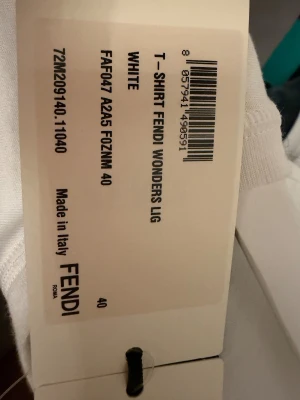 8 057941 490591
T-SHIRT FENDI WONDERS LIG
WHITE
FAF047 A2A5 F0ZNM 40
40
72M209140.11040
Made in Italy
FENDI
ROMA